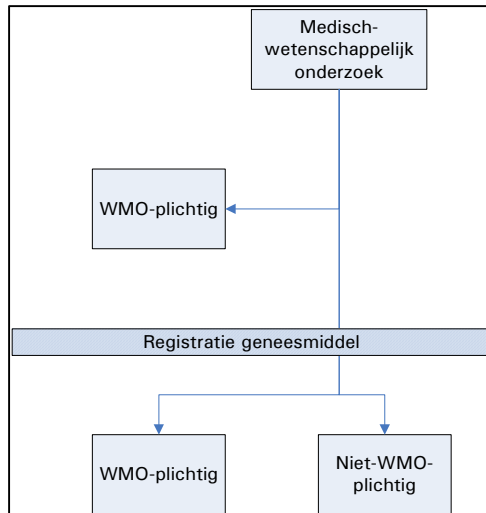 Medisch-
wetenschappelijk
onderzoek
WMO-plichtig
Registratie geneesmiddel
WMO-plichtig
Niet-WMO-
plichtig